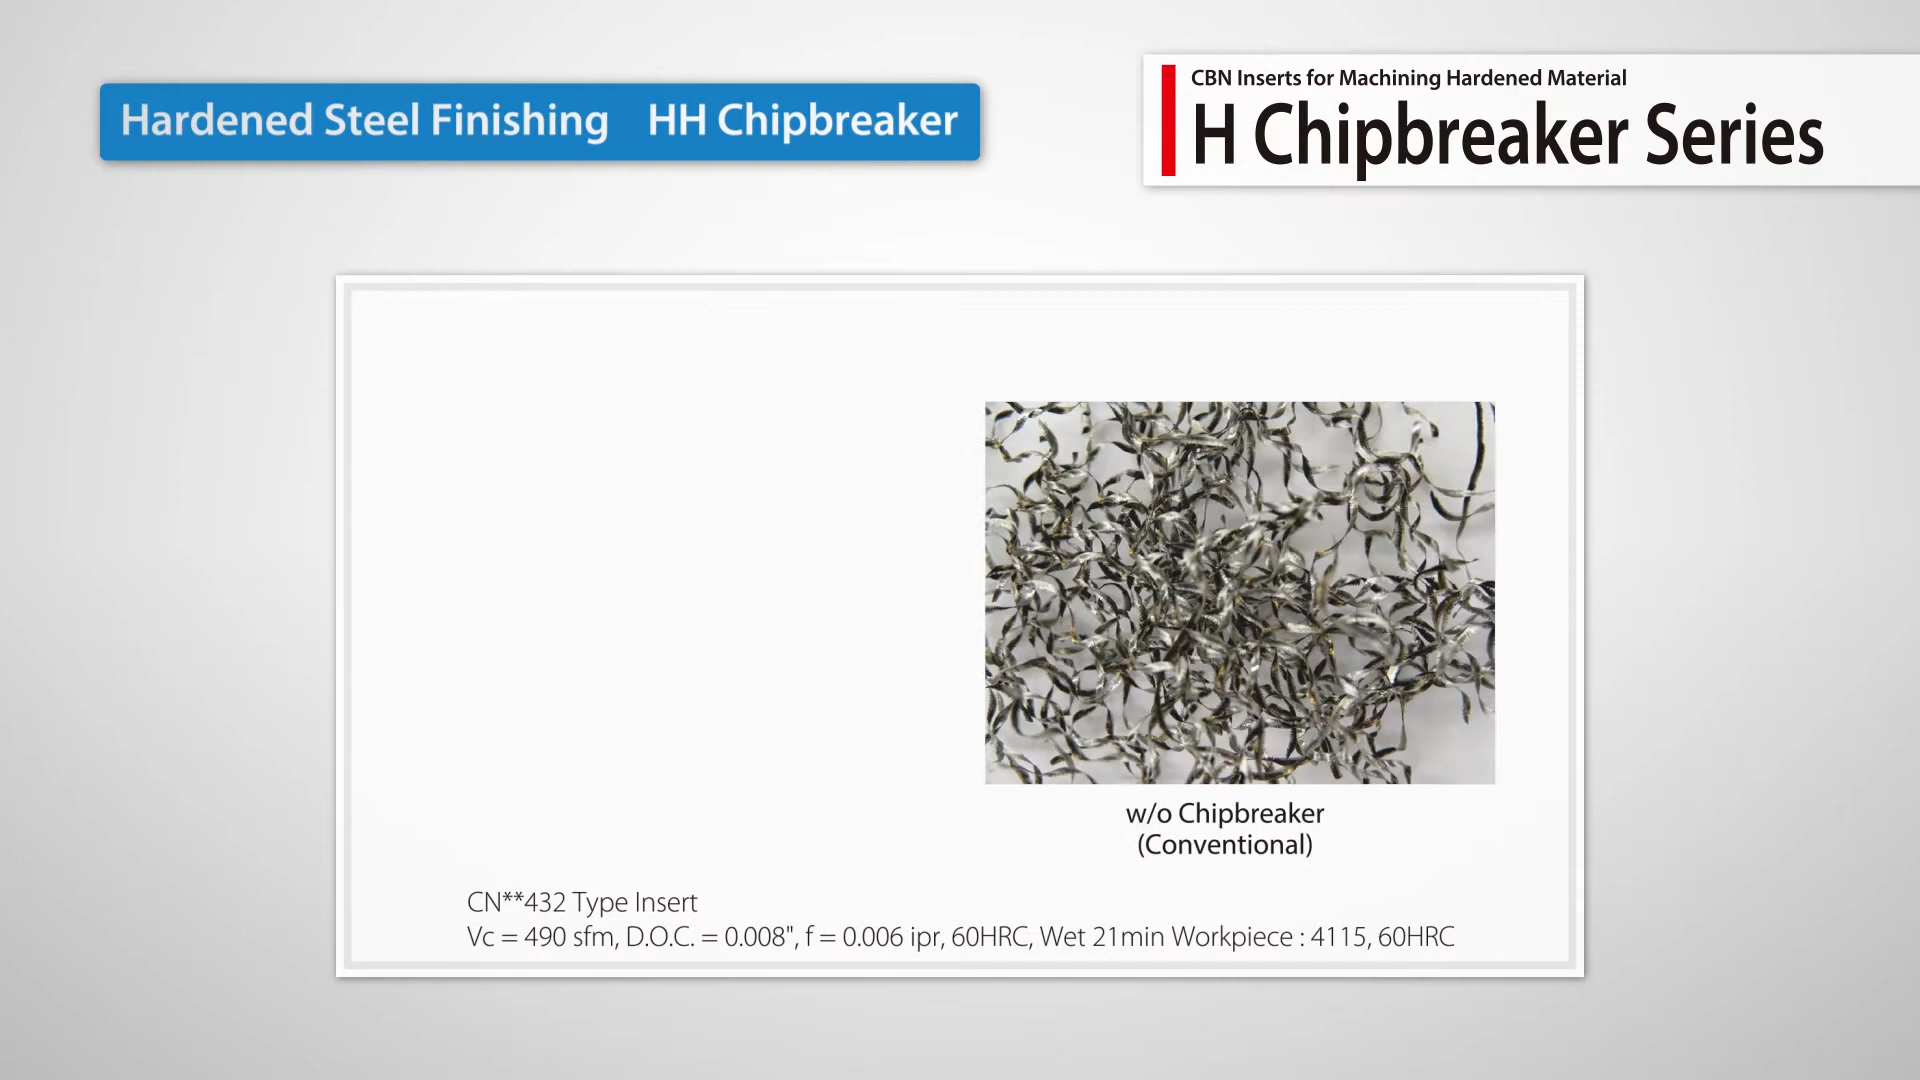 Hardened Steel Finishing HH Chipbreaker
CBN Inserts for Machining Hardened Material
H Chipbreaker Series
w/o Chipbreaker
(Conventional)
CN**432 Type Insert
Vc = 490 sfm, D.O.C. = 0.008", f = 0.006 ipr, 60HRC, Wet 21min Workpiece : 4115, 60HRC